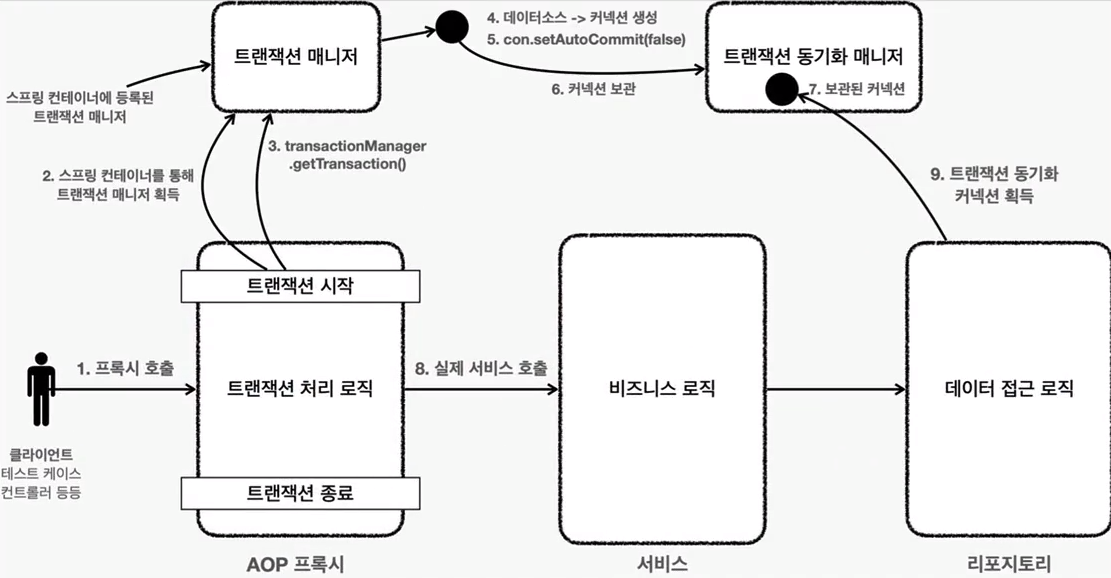 트랜잭션 매니저
4. 데이터소스 -> 커넥션 생성
5. con.setAutoCommit(false)
트랜잭션 동기화 매니저
6. 커넥션 보관
7. 보관된 커넥션
스프링 컨테이너에 등록된
트랜잭션 매니저
3. transactionManager
.getTransaction()
2. 스프링 컨테이너를 통해
트랜잭션 매니저 획득
9. 트랜잭션 동기화
커넥션 획득
트랜잭션 시작
1. 프록시 호출
트랜잭션 처리 로직
8. 실제 서비스 호출
비즈니스 로직
데이터 접근 로직
클라이언트
테스트 케이스
컨트롤러 등등
트랜잭션 종료
AOP 프록시
서비스
리포지토리